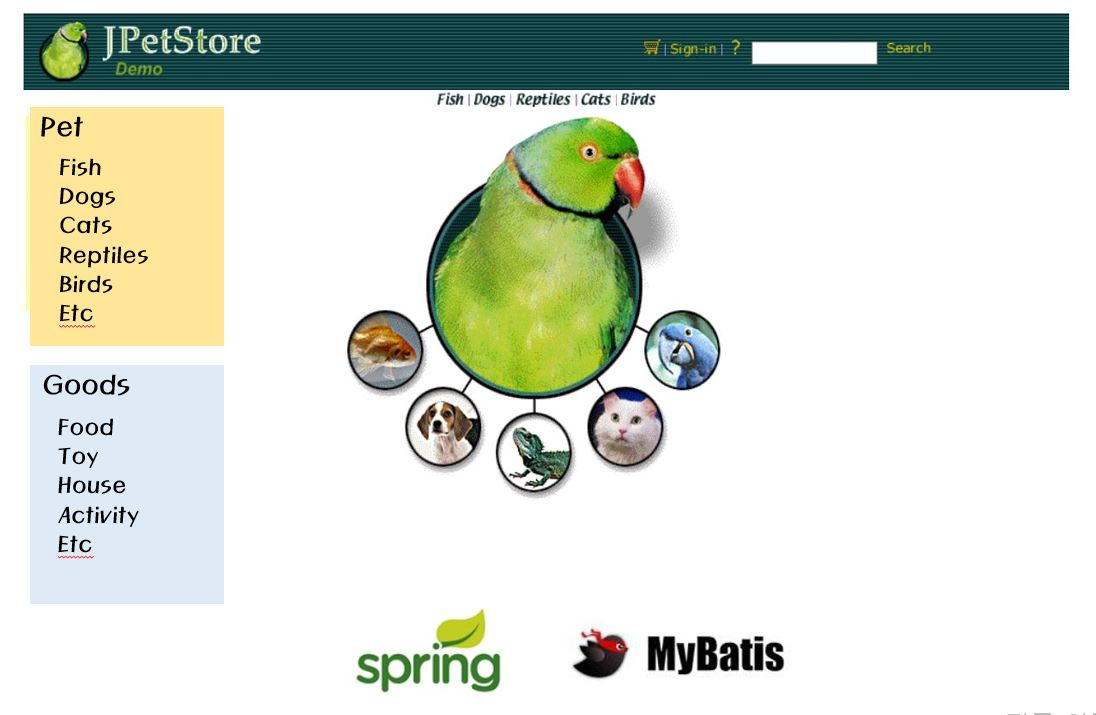 JPetStore
Demo
| Sign-in | ? Search
Fish | Dogs | Reptiles | Cats | Birds
Pet
Fish
Dogs
Cats
Reptiles
Birds
Etc
Goods
Food
Toy
House
Activity
Etc
spring
MyBatis